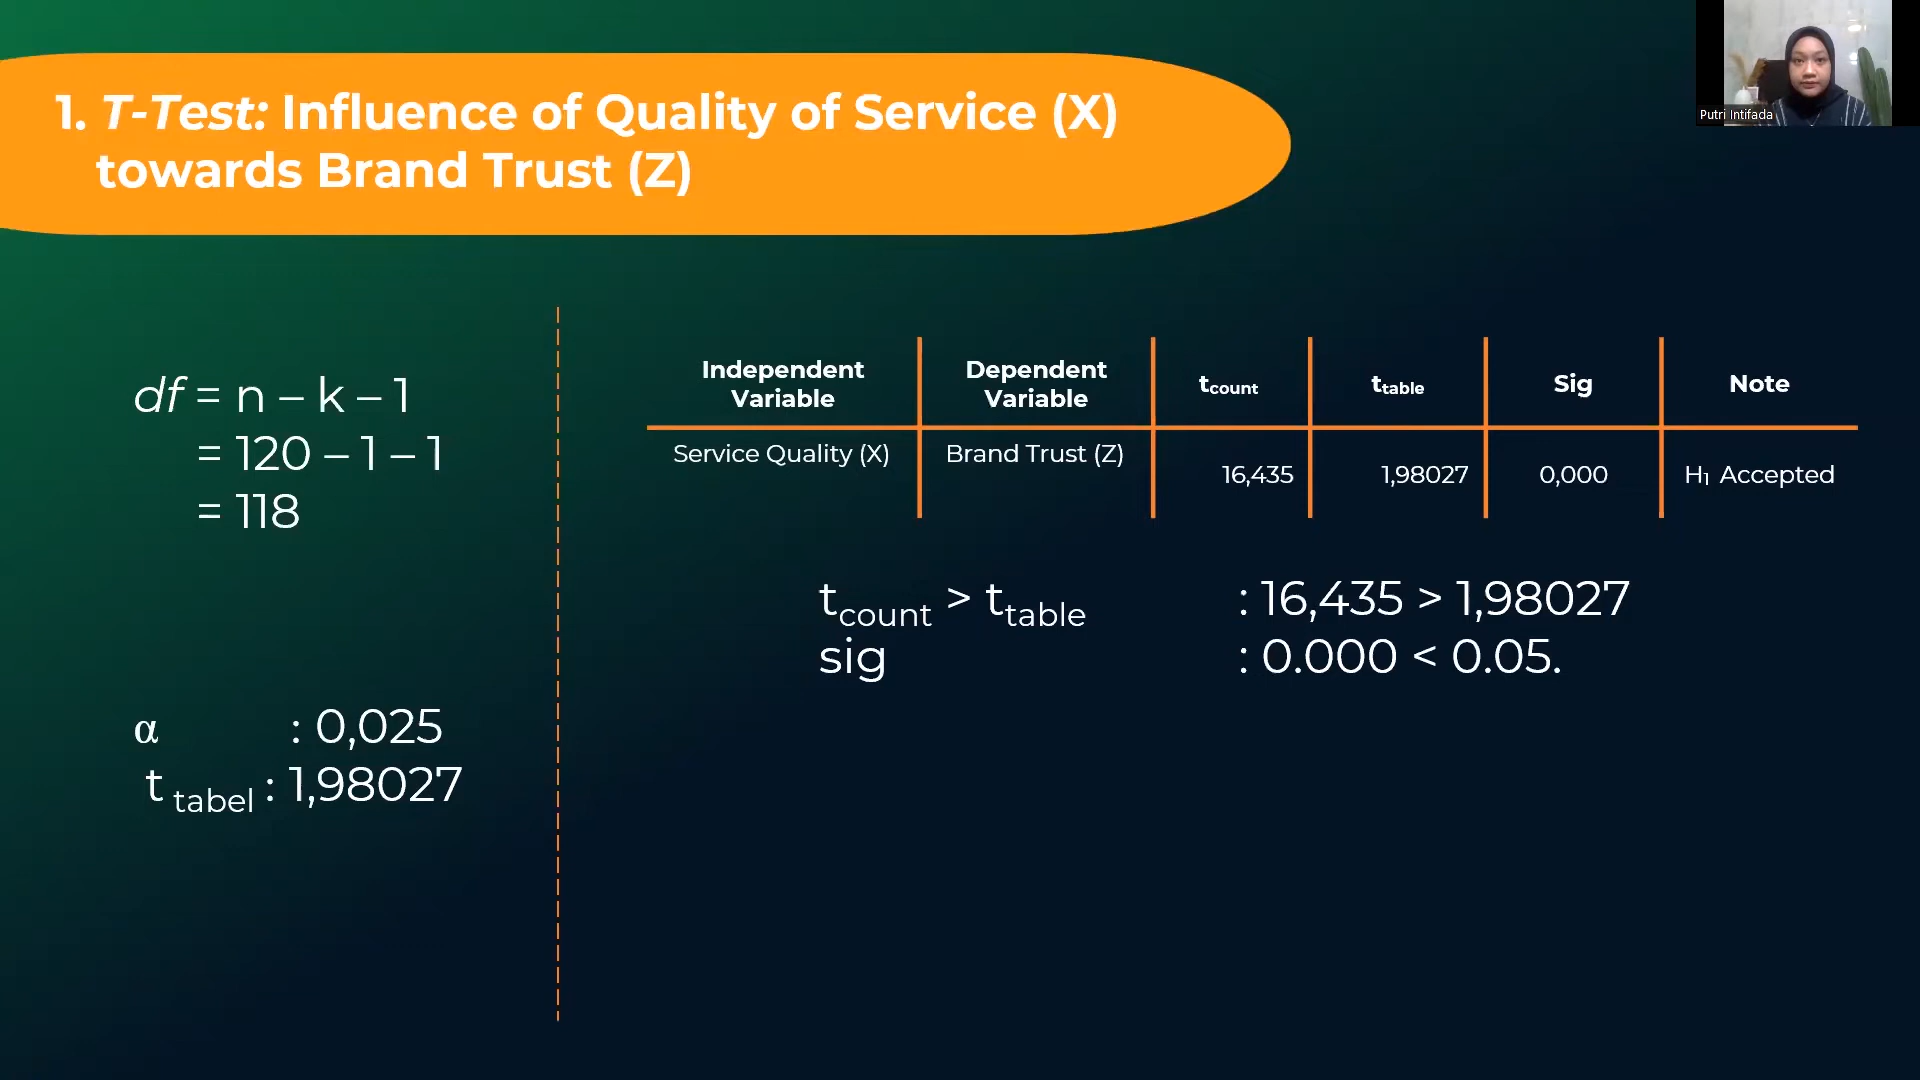 1. T-Test: Influence of Quality of Service (X)
towards Brand Trust (Z)
Putri Intifada
df = n – k – 1
= 120 – 1 – 1
= 118
α : 0,025
t tabel : 1,98027
Independent Variable Dependent Variable tcount ttable Sig Note
Service Quality (X) Brand Trust (Z) 16,435 1,98027 0,000 H1 Accepted
tcount > ttable : 16,435 > 1,98027
sig : 0.000 < 0.05.